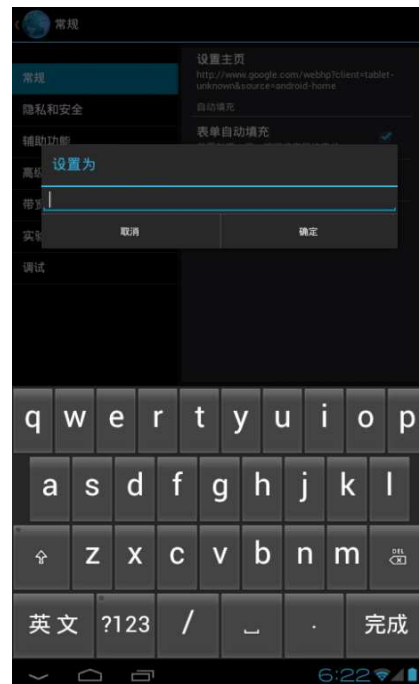 常规
设置主页
http://www.google.com/webhp?client=tablet-
unknown&source=android-home
常规
自动填充
隐私和安全
表单自动填充
辅助功能
设置为
取消
确定
调试
q w e r t y u i o p
a s d f g h j k l
z x c v b n m DEL
英文 ?123 / . 完成
6:22